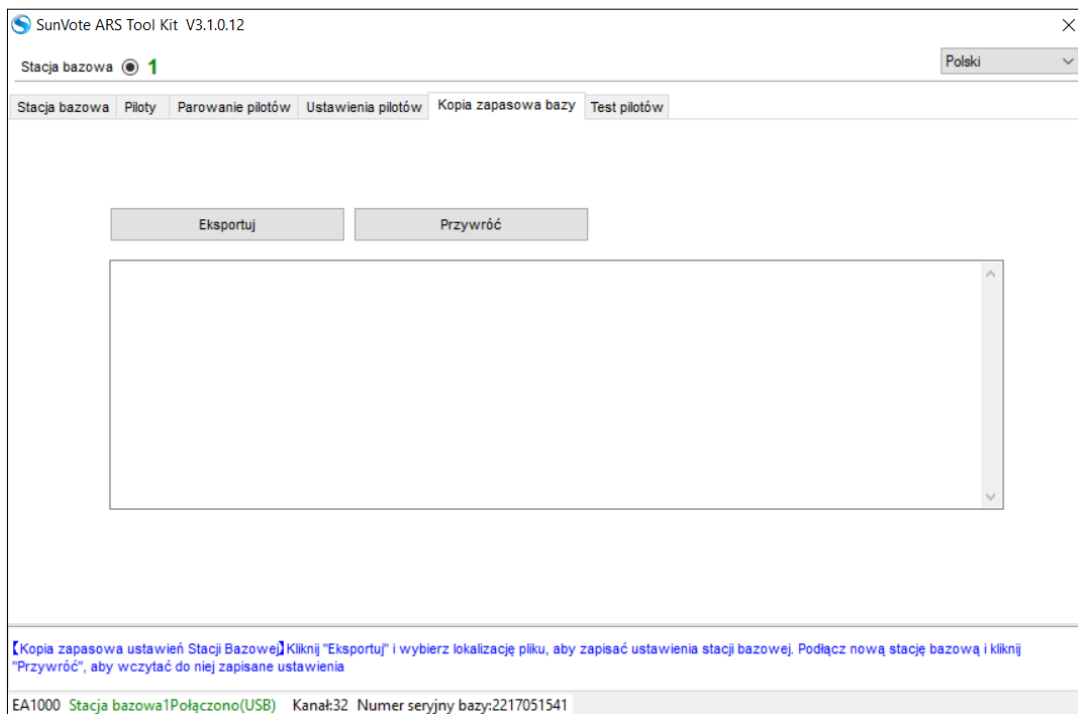 SunVote ARS Tool Kit V3.1.0.12
Stacja bazowa 1 Polski
Stacja bazowa Piloty Parowanie pilotów Ustawienia pilotów Kopia zapasowa bazy Test pilotów
Eksportuj Przywróć
【Kopia zapasowa ustawień Stacji Bazowej】Kliknij "Eksportuj" i wybierz lokalizację pliku, aby zapisać ustawienia stacji bazowej. Podłącz nową stację bazową i kliknij
"Przywróć", aby wczytać do niej zapisane ustawienia
EA1000 Stacja bazowa1Połączono(USB) Kanał:32 Numer seryjny bazy:2217051541